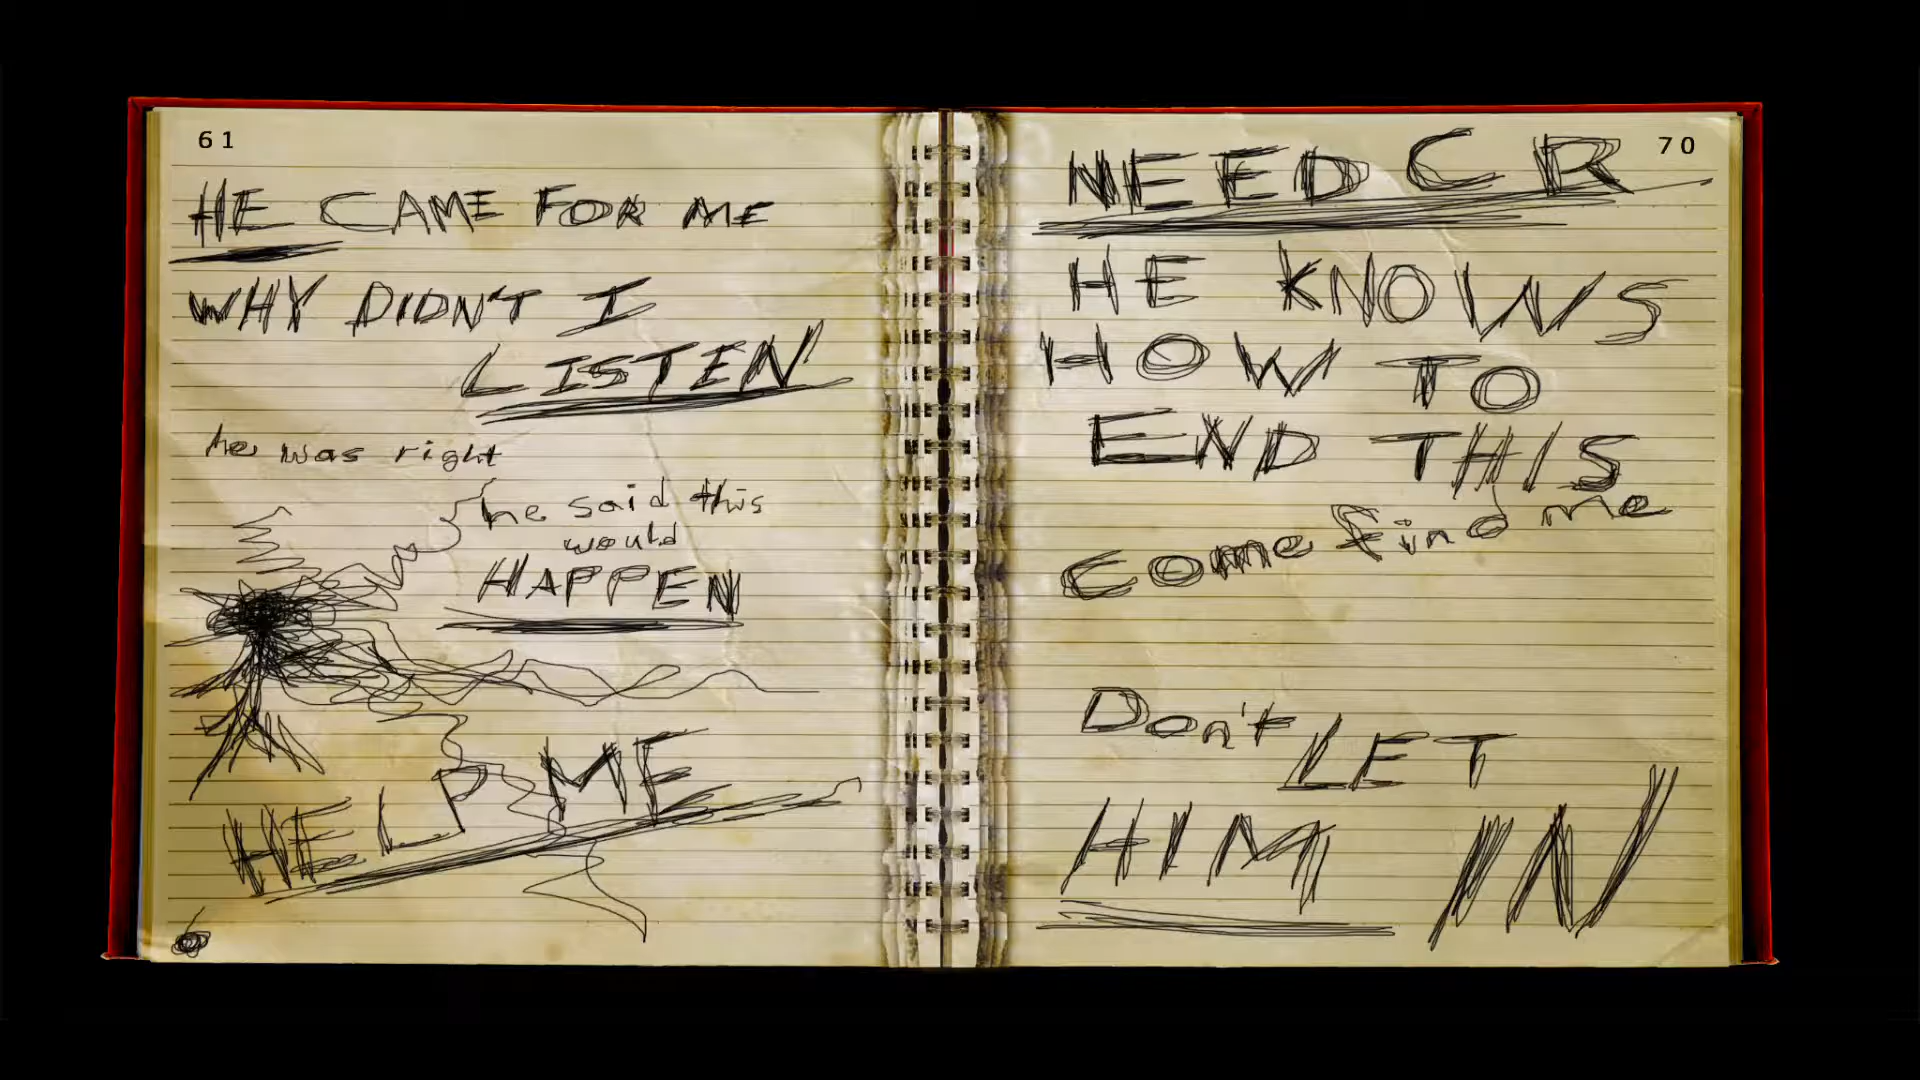 61
HE CAME FOR ME
WHY DIDN'T I
LISTEN
he was right
he said this
would
HAPPEN
HELP ME
70
NEED CR
HE KNOWS
HOW TO
END THIS
come find me
Don't LET
HIM IN